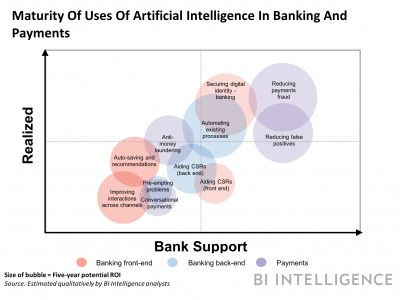 Maturity Of Uses Of Artificial Intelligence In Banking And
Payments
Realized
Securing digital
identity -
banking
Reducing
payments
fraud
Automating
existing
processes
Anti-
money
laundering
Reducing false
positives
Auto-saving and
recommendations
Aiding CSRs
(back end)
Pre-empting
problems
Aiding CSRs
(front end)
Improving
interactions
across channels
Conversational
payments
Bank Support
Banking front-end
Banking back-end
Payments
Size of bubble = Five-year potential ROI
Source: Estimated qualitatively by BI Intelligence analysts
BI INTELLIGENCE